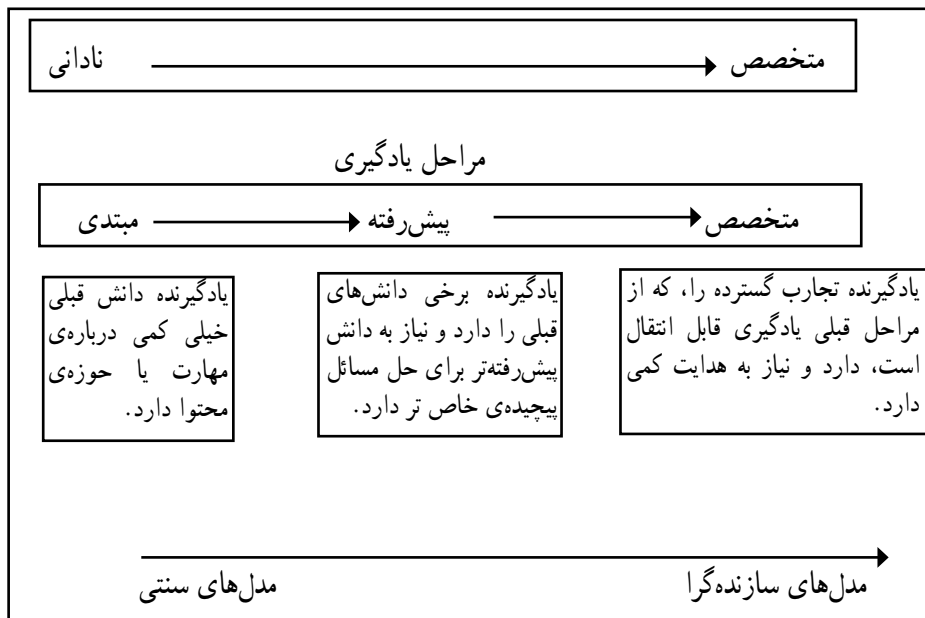 متخصص نادانی
مراحل یادگیری
متخصص پیش‌رفته مبتدی
یادگیرنده تجارب گسترده را، که از
مراحل قبلی یادگیری قابل انتقال
است، دارد و نیاز به هدایت کمی
دارد.
یادگیرنده برخی دانش‌های
قبلی را دارد و نیاز به دانش
پیش‌رفته‌تر برای حل مسائل
پیچیده‌ی خاص تر دارد.
یادگیرنده دانش قبلی
خیلی کمی درباره‌ی
مهارت یا حوزه‌ی
محتوا دارد.
مدل‌های سازنده‌گرا مدل‌های سنتی